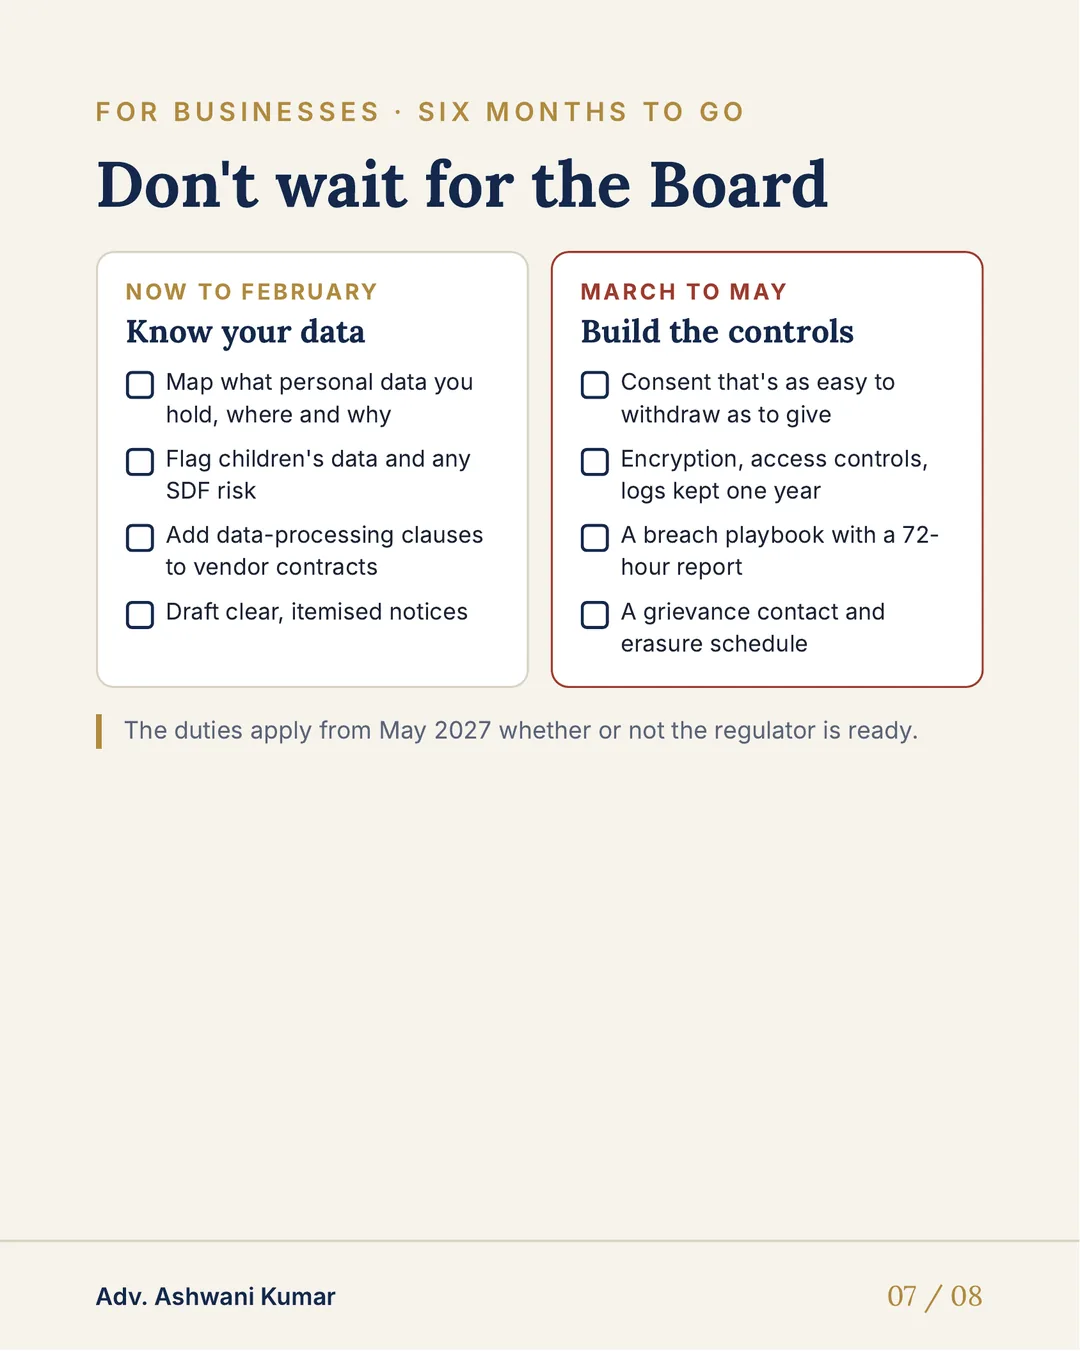 FOR BUSINESSES · SIX MONTHS TO GO
Don't wait for the Board
NOW TO FEBRUARY
Know your data
Map what personal data you
hold, where and why
Flag children's data and any
SDF risk
Add data-processing clauses
to vendor contracts
Draft clear, itemised notices
MARCH TO MAY
Build the controls
Consent that's as easy to
withdraw as to give
Encryption, access controls,
logs kept one year
A breach playbook with a 72-
hour report
A grievance contact and
erasure schedule
The duties apply from May 2027 whether or not the regulator is ready.
Adv. Ashwani Kumar
07 / 08